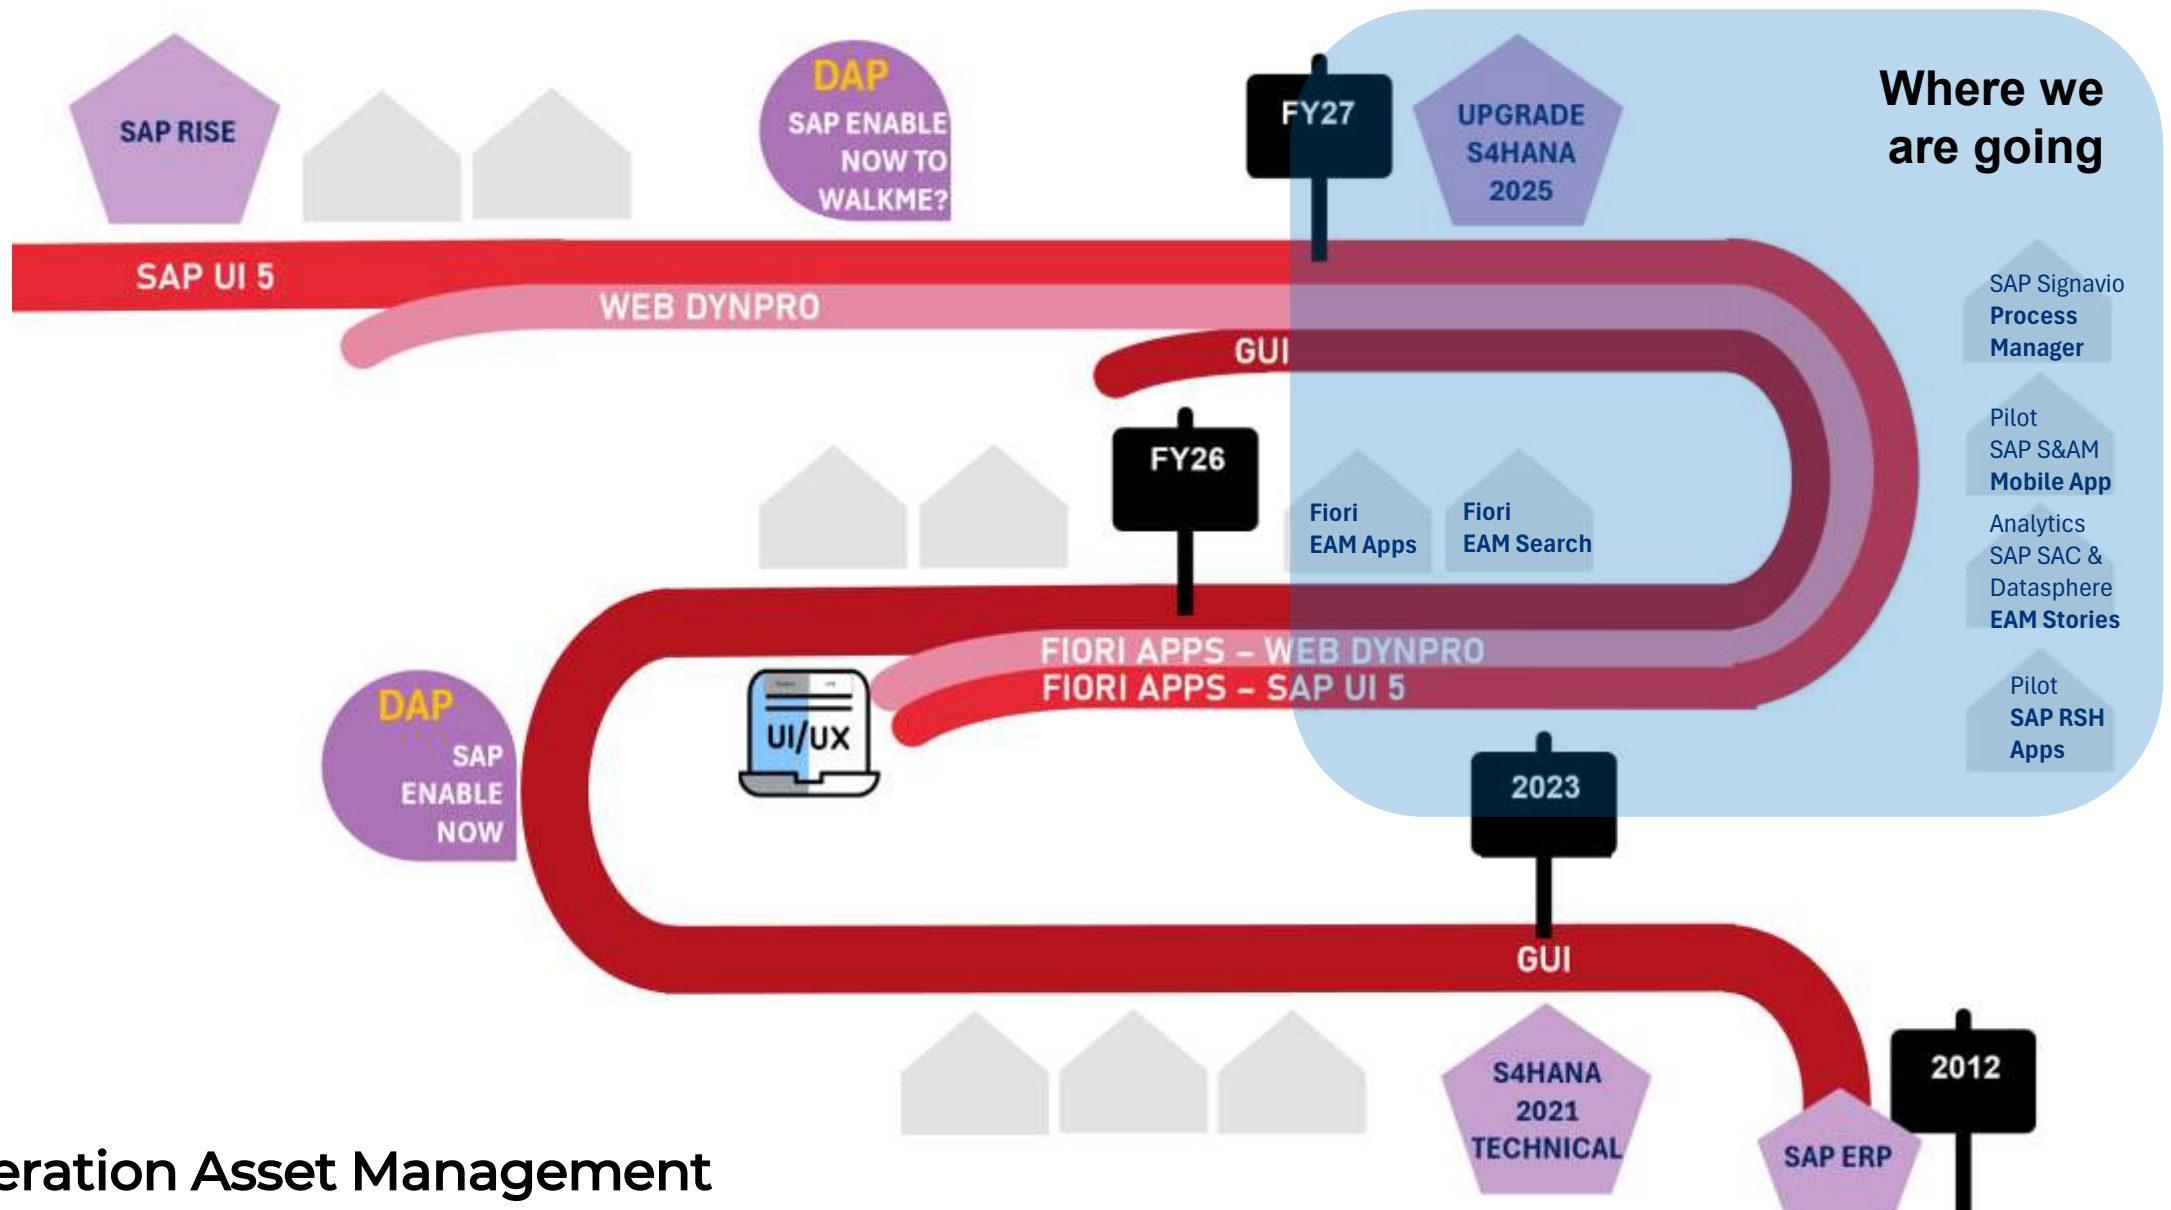 SAP RISE
DAP
SAP ENABLE
NOW TO
WALKME?
FY27
UPGRADE
S4HANA
2025
Where we
are going
SAP UI 5
WEB DYNPRO
GUI
SAP Signavio
Process
Manager
Pilot
SAP S&AM
Mobile App
Analytics
SAP SAC &
Datasphere
EAM Stories
Pilot
SAP RSH
Apps
FY26
Fiori
EAM Apps
Fiori
EAM Search
FIORI APPS – WEB DYNPRO
FIORI APPS – SAP UI 5
UI/UX
DAP
SAP
ENABLE
NOW
2023
GUI
S4HANA
2021
TECHNICAL
2012
SAP ERP
eration Asset Management